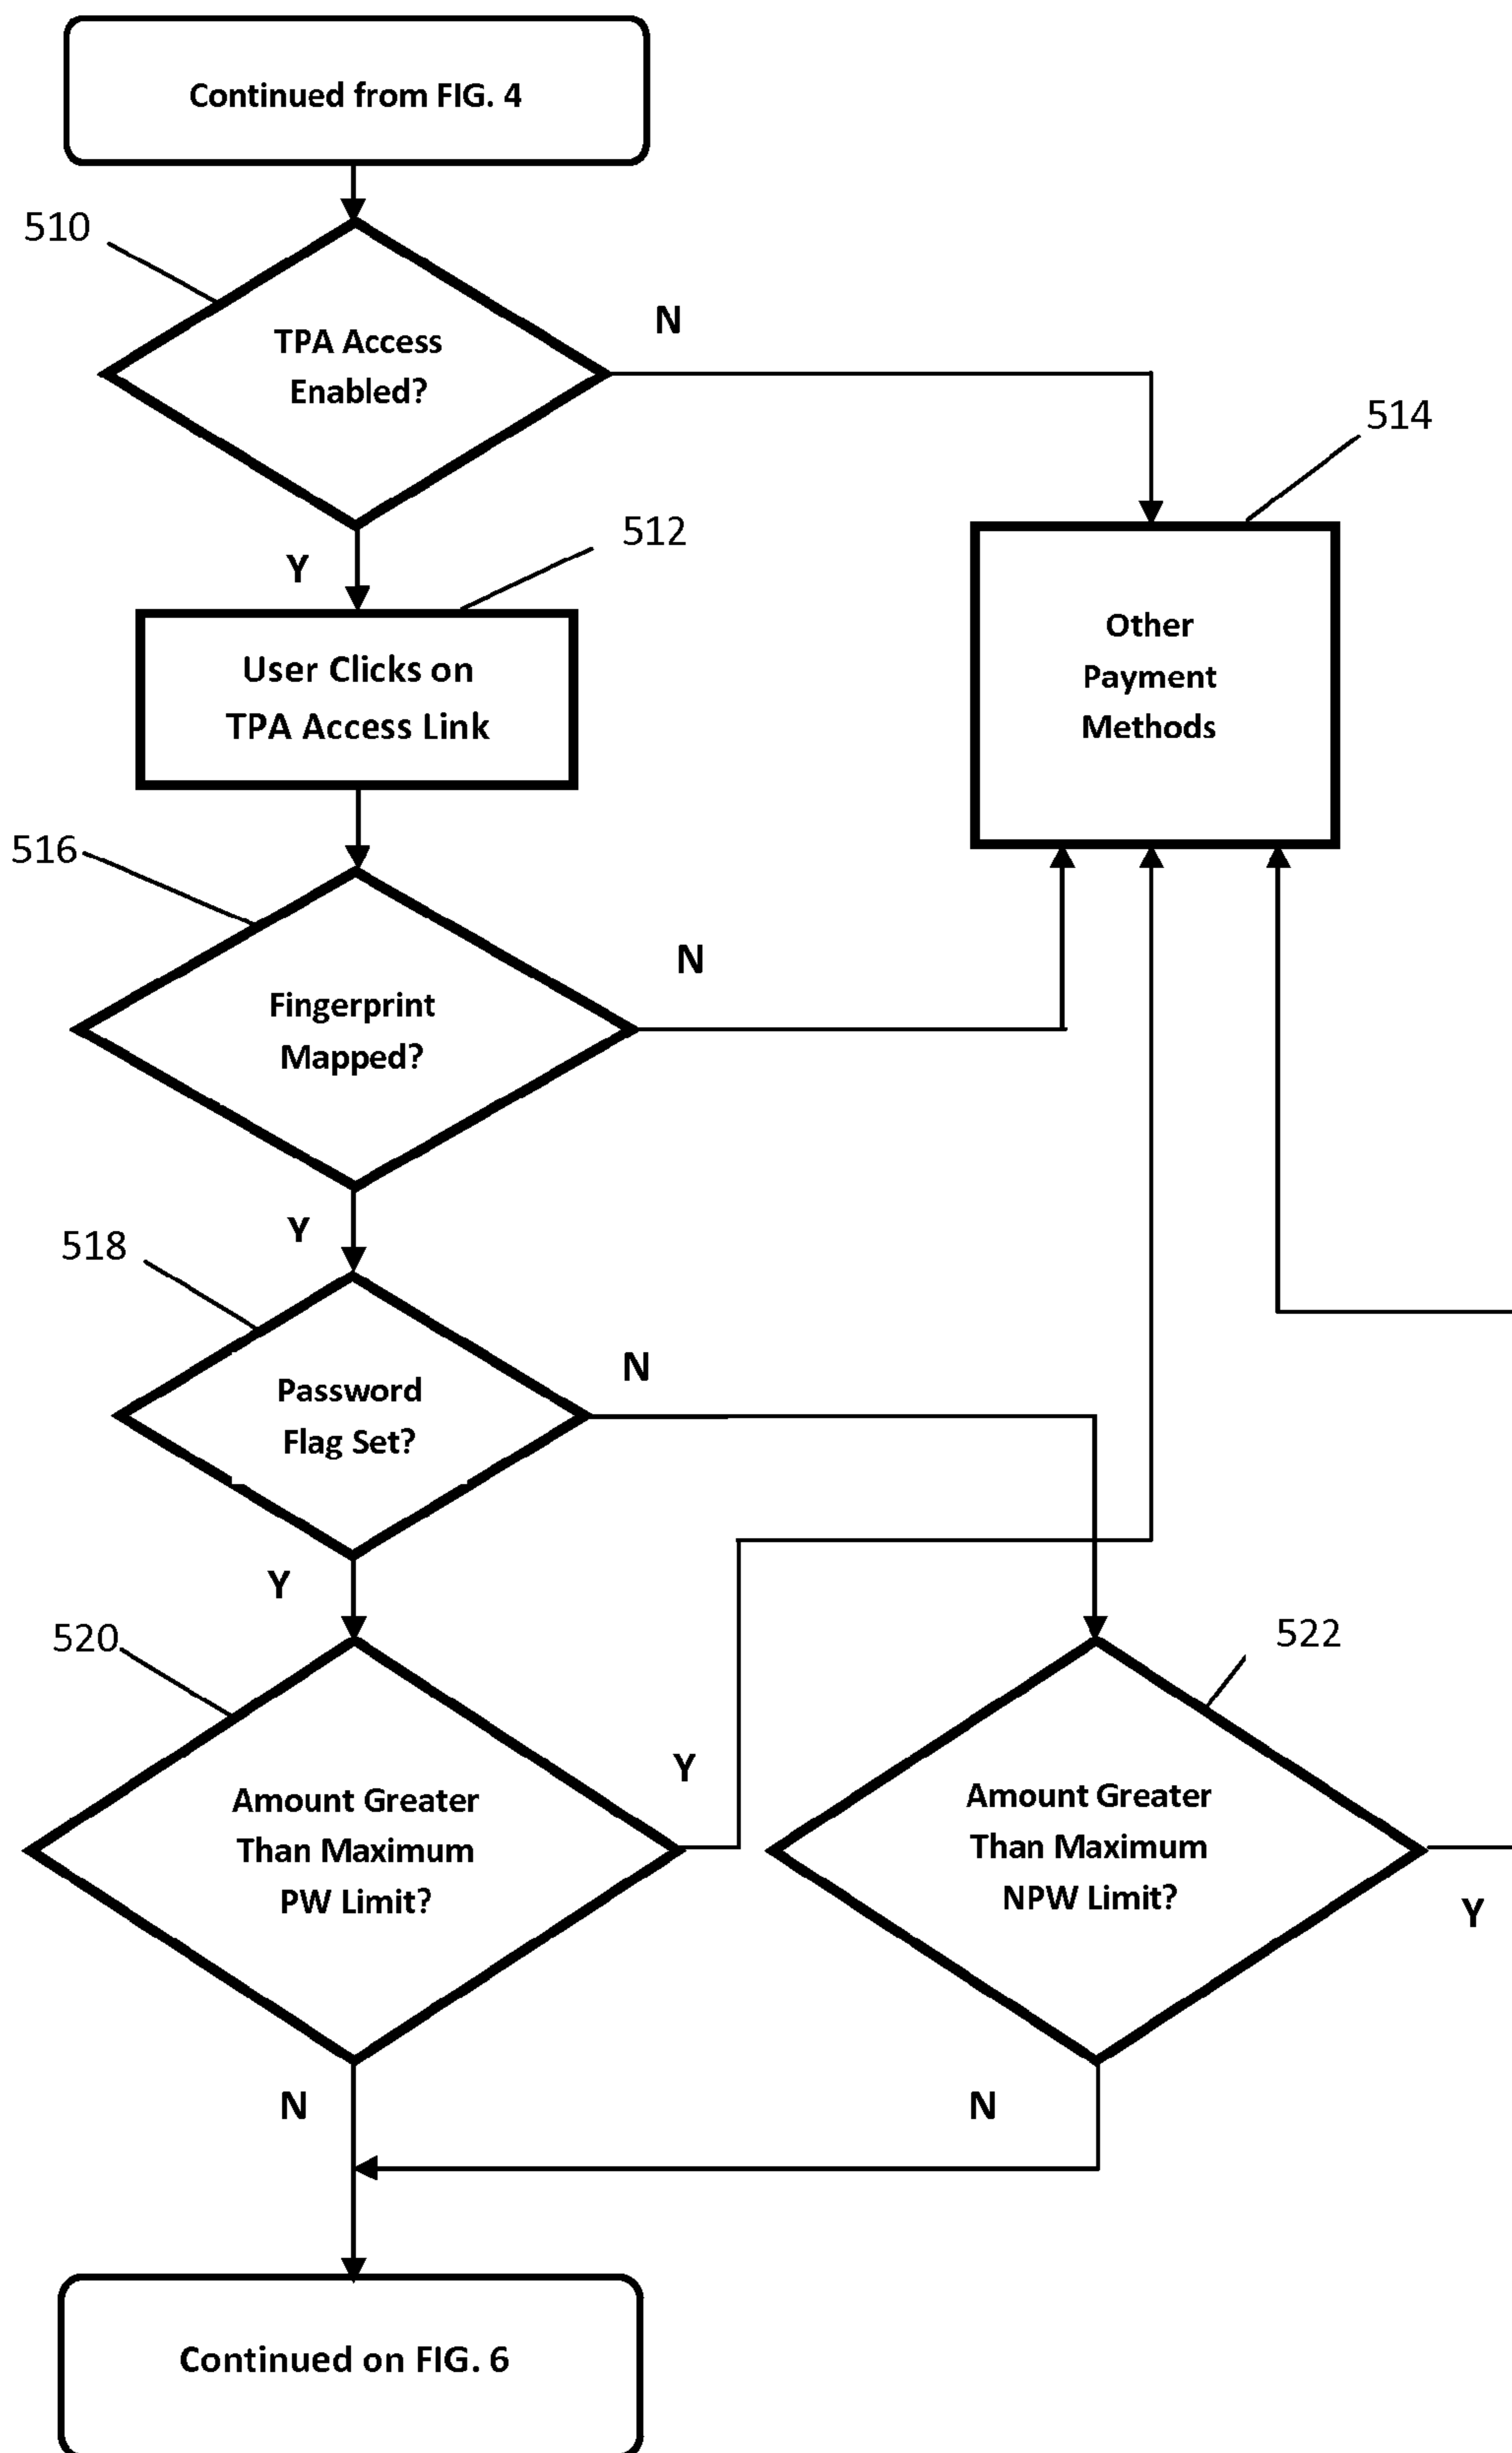 Continued from FIG. 4
510
TPA Access
Enabled?
N
514
Y
512
User Clicks on
TPA Access Link
Other
Payment
Methods
516
Fingerprint
Mapped?
N
Y
518
Password
Flag Set?
N
Y
520
Amount Greater
Than Maximum
PW Limit?
Y
522
Amount Greater
Than Maximum
NPW Limit?
Y
N
N
Continued on FIG. 6